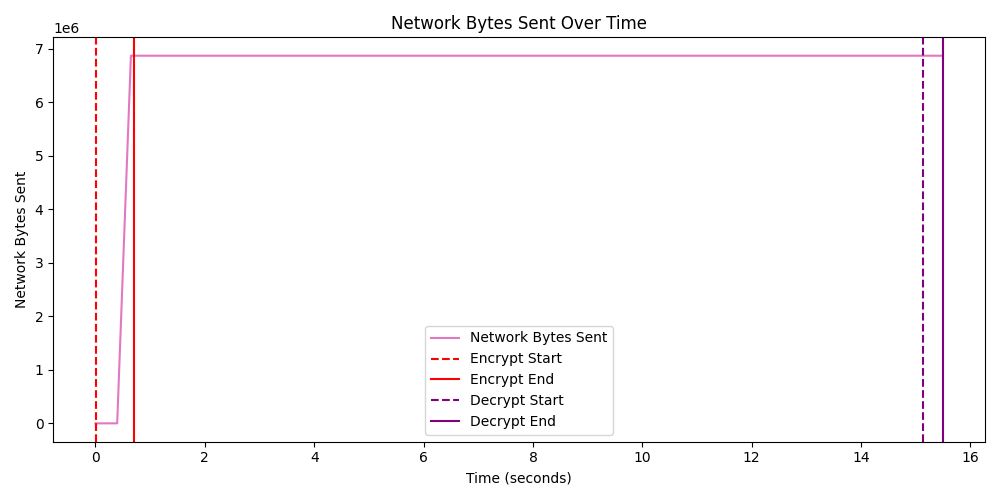 Network Bytes Sent Over Time
1e6
7
6
5
4
3
2
1
0
Network Bytes Sent
Network Bytes Sent
Encrypt Start
Encrypt End
Decrypt Start
Decrypt End
0 2 4 6 8 10 12 14 16
Time (seconds)